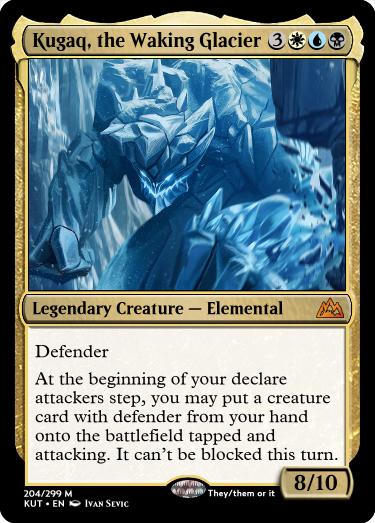 Kugaq, the Waking Glacier 3
Legendary Creature — Elemental
Defender
At the beginning of your declare
attackers step, you may put a creature
card with defender from your hand
onto the battlefield tapped and
attacking. It can't be blocked this turn.
8/10
204/299 M
KUT • EN Ivan Sevic
They/them or it